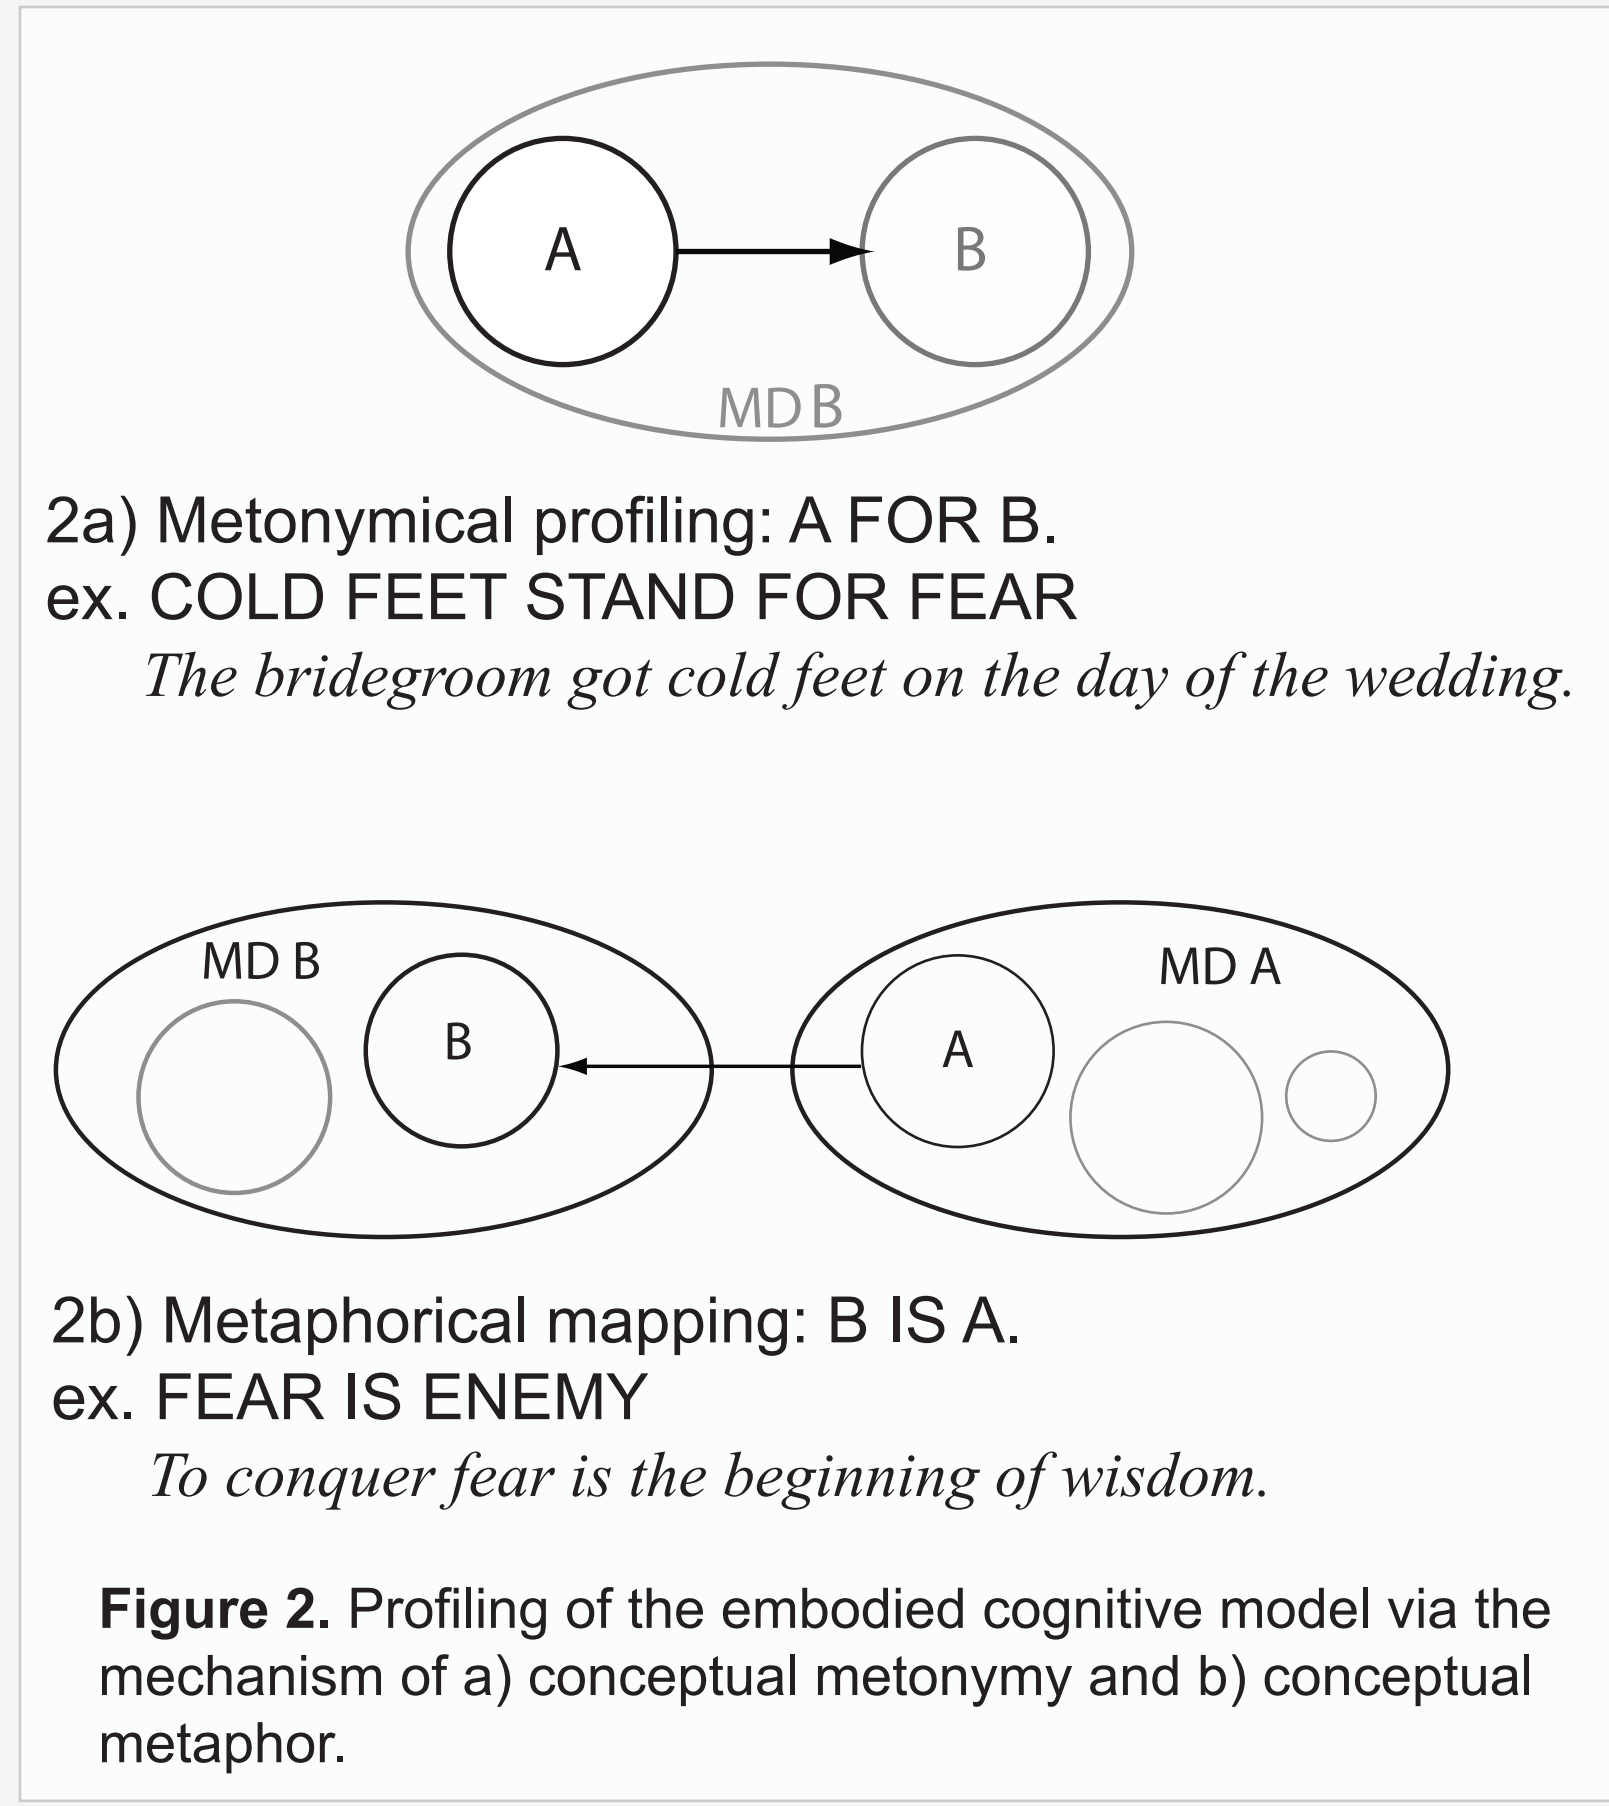 A
B
MD B
2a) Metonymical profiling: A FOR B.
ex. COLD FEET STAND FOR FEAR
The bridegroom got cold feet on the day of the wedding.
MD B
B
MD A
A
2b) Metaphorical mapping: B IS A.
ex. FEAR IS ENEMY
To conquer fear is the beginning of wisdom.
Figure 2. Profiling of the embodied cognitive model via the
mechanism of a) conceptual metonymy and b) conceptual
metaphor.